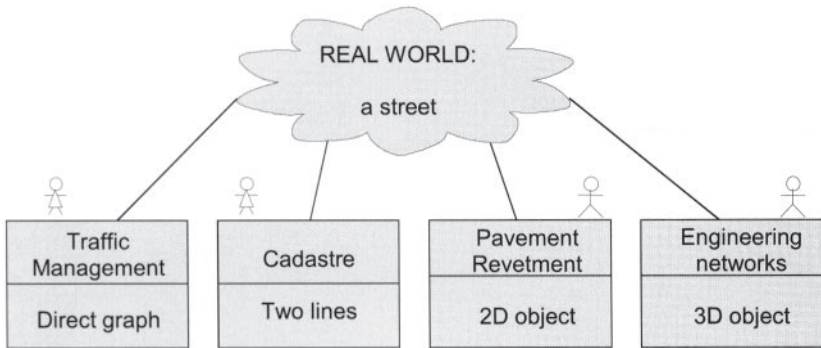 REAL WORLD:
a street
Traffic
Management
Direct graph
Cadastre
Two lines
Pavement
Revetment
2D object
Engineering
networks
3D object